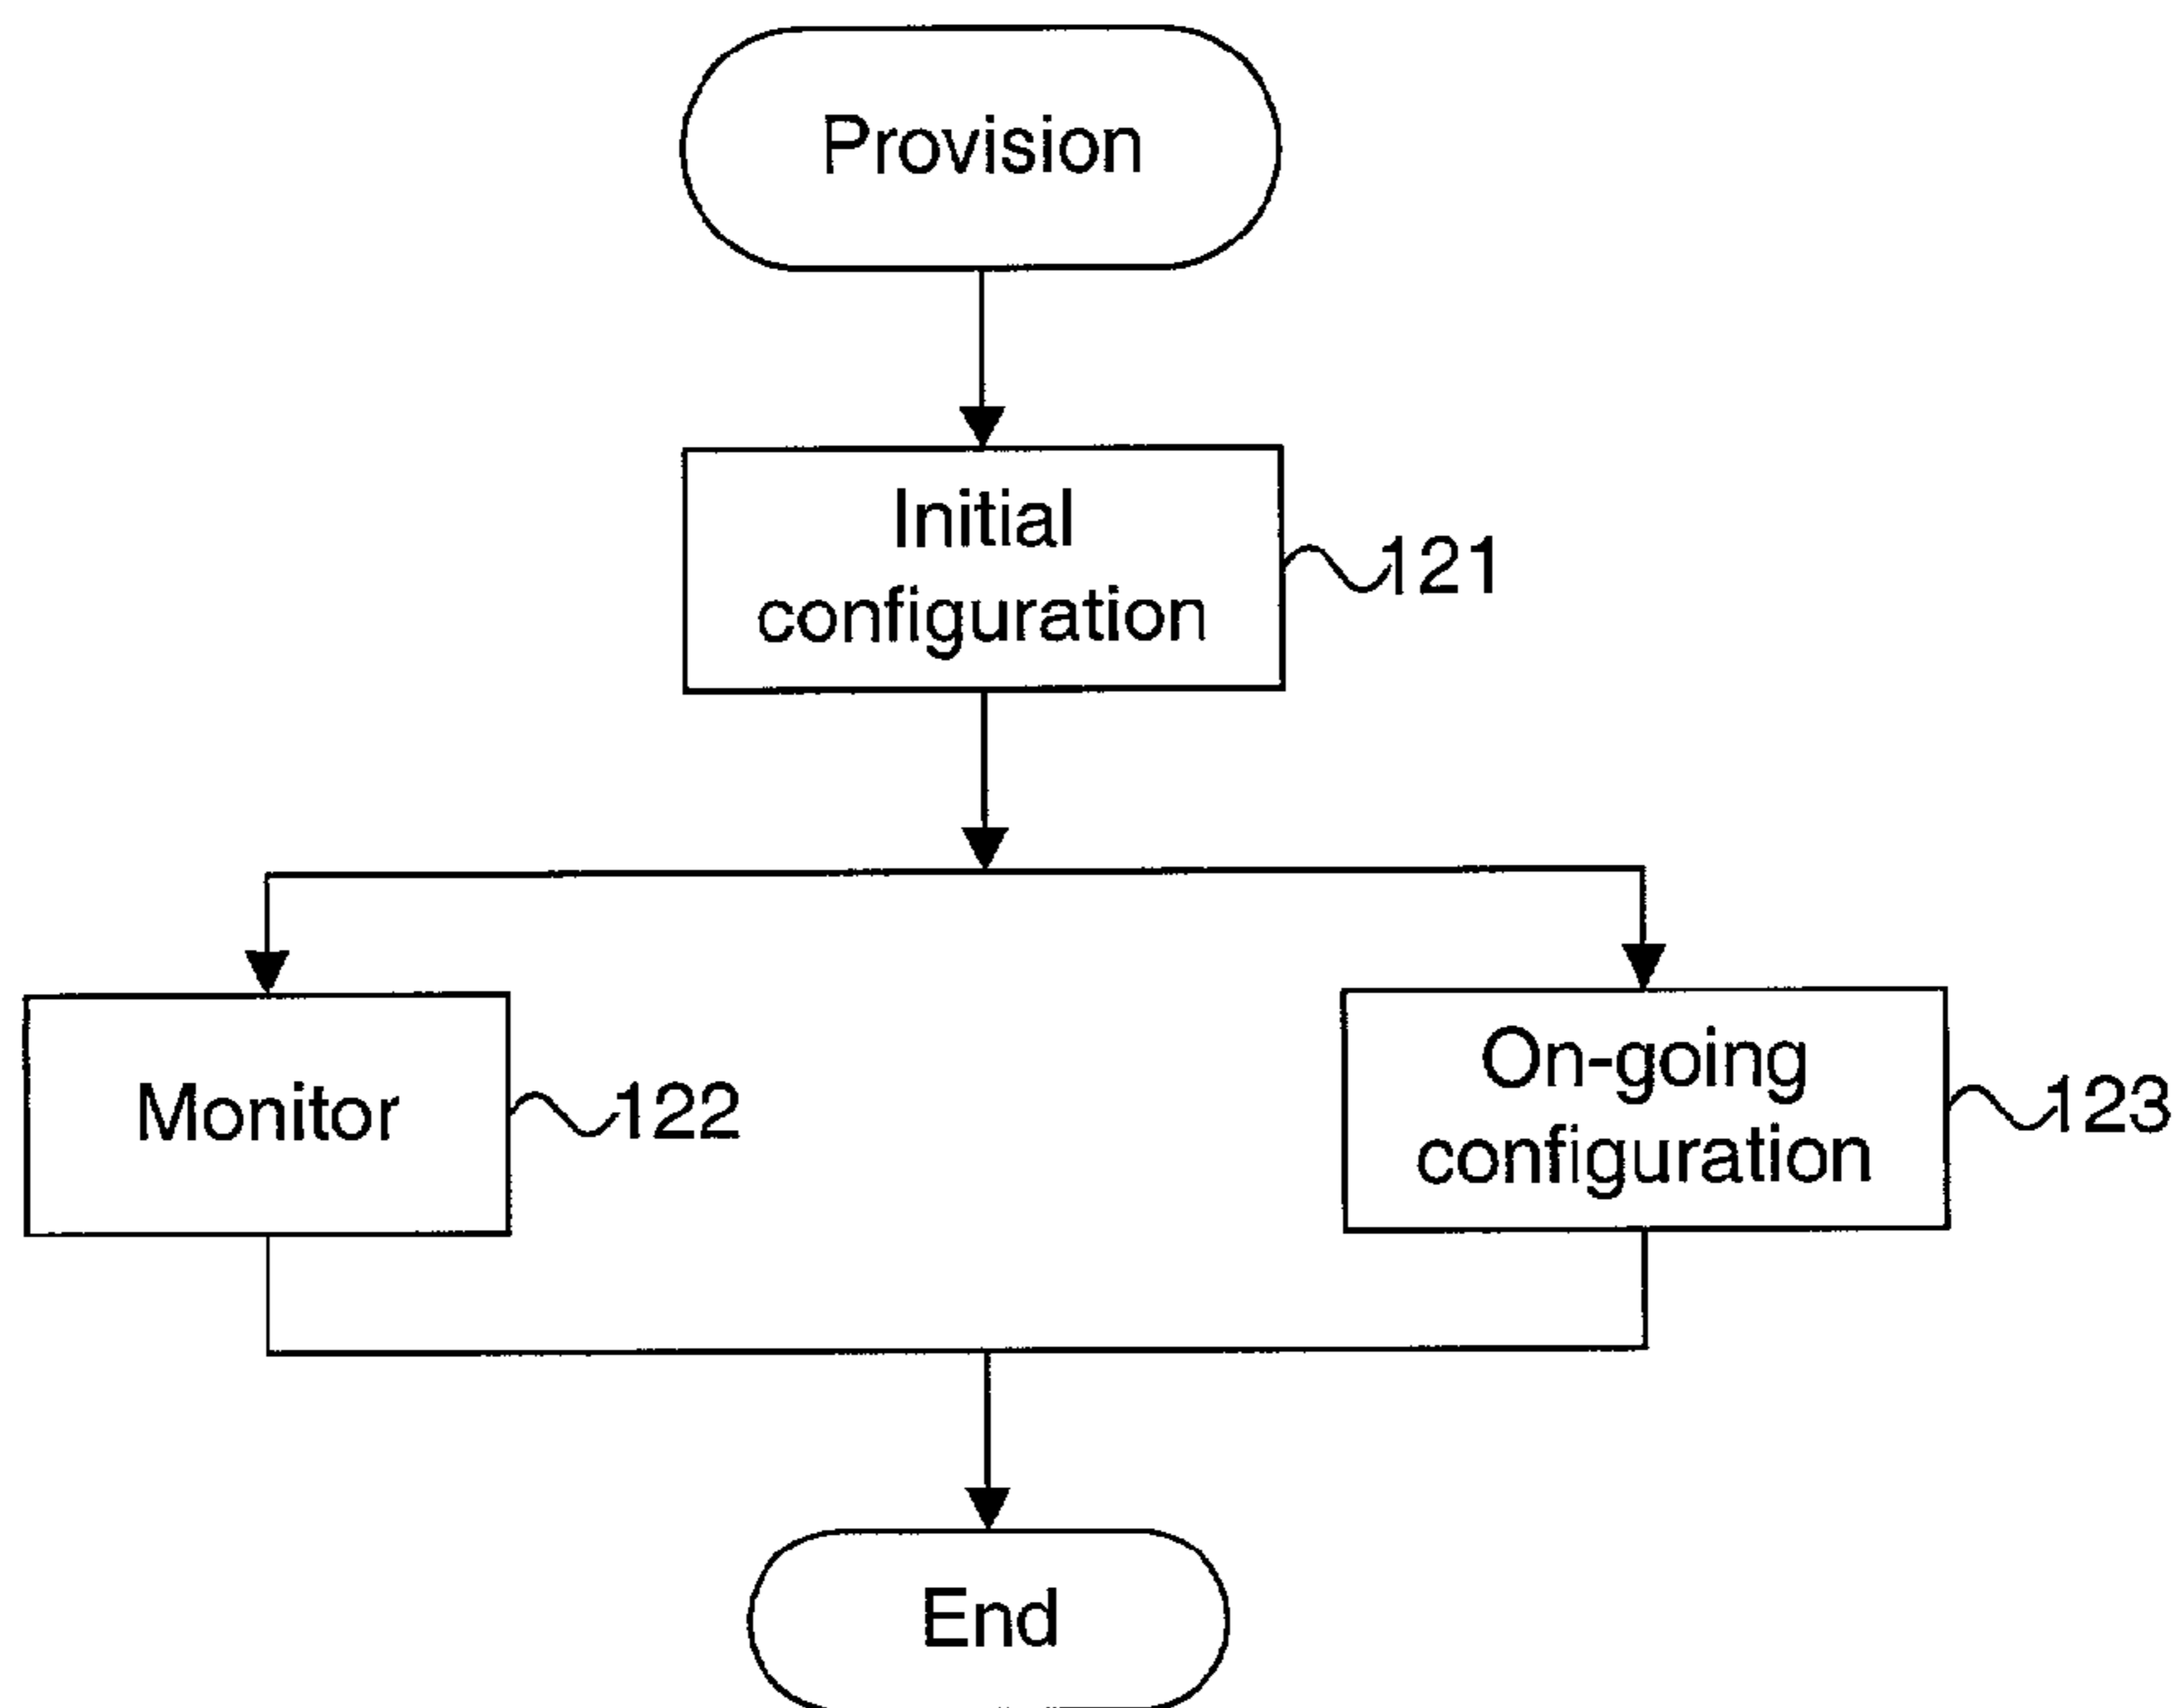 Provision
Initial
configuration
121
Monitor
122
On-going
configuration
123
End